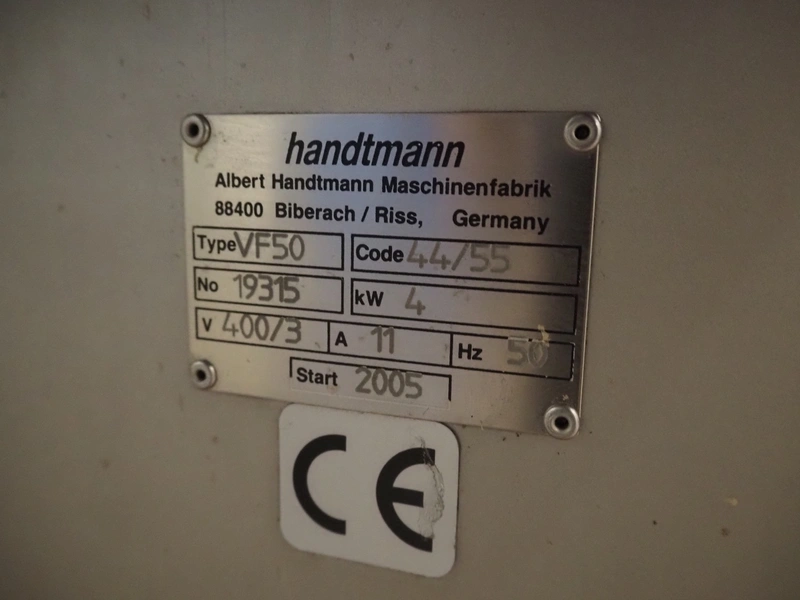 handtmann
Albert Handtmann Maschinenfabrik
88400 Biberach / Riss, Germany
Type VF50 Code 44/55
No 19315 kW 4
V 400/3 A 11 Hz 50
Start 2005
CE